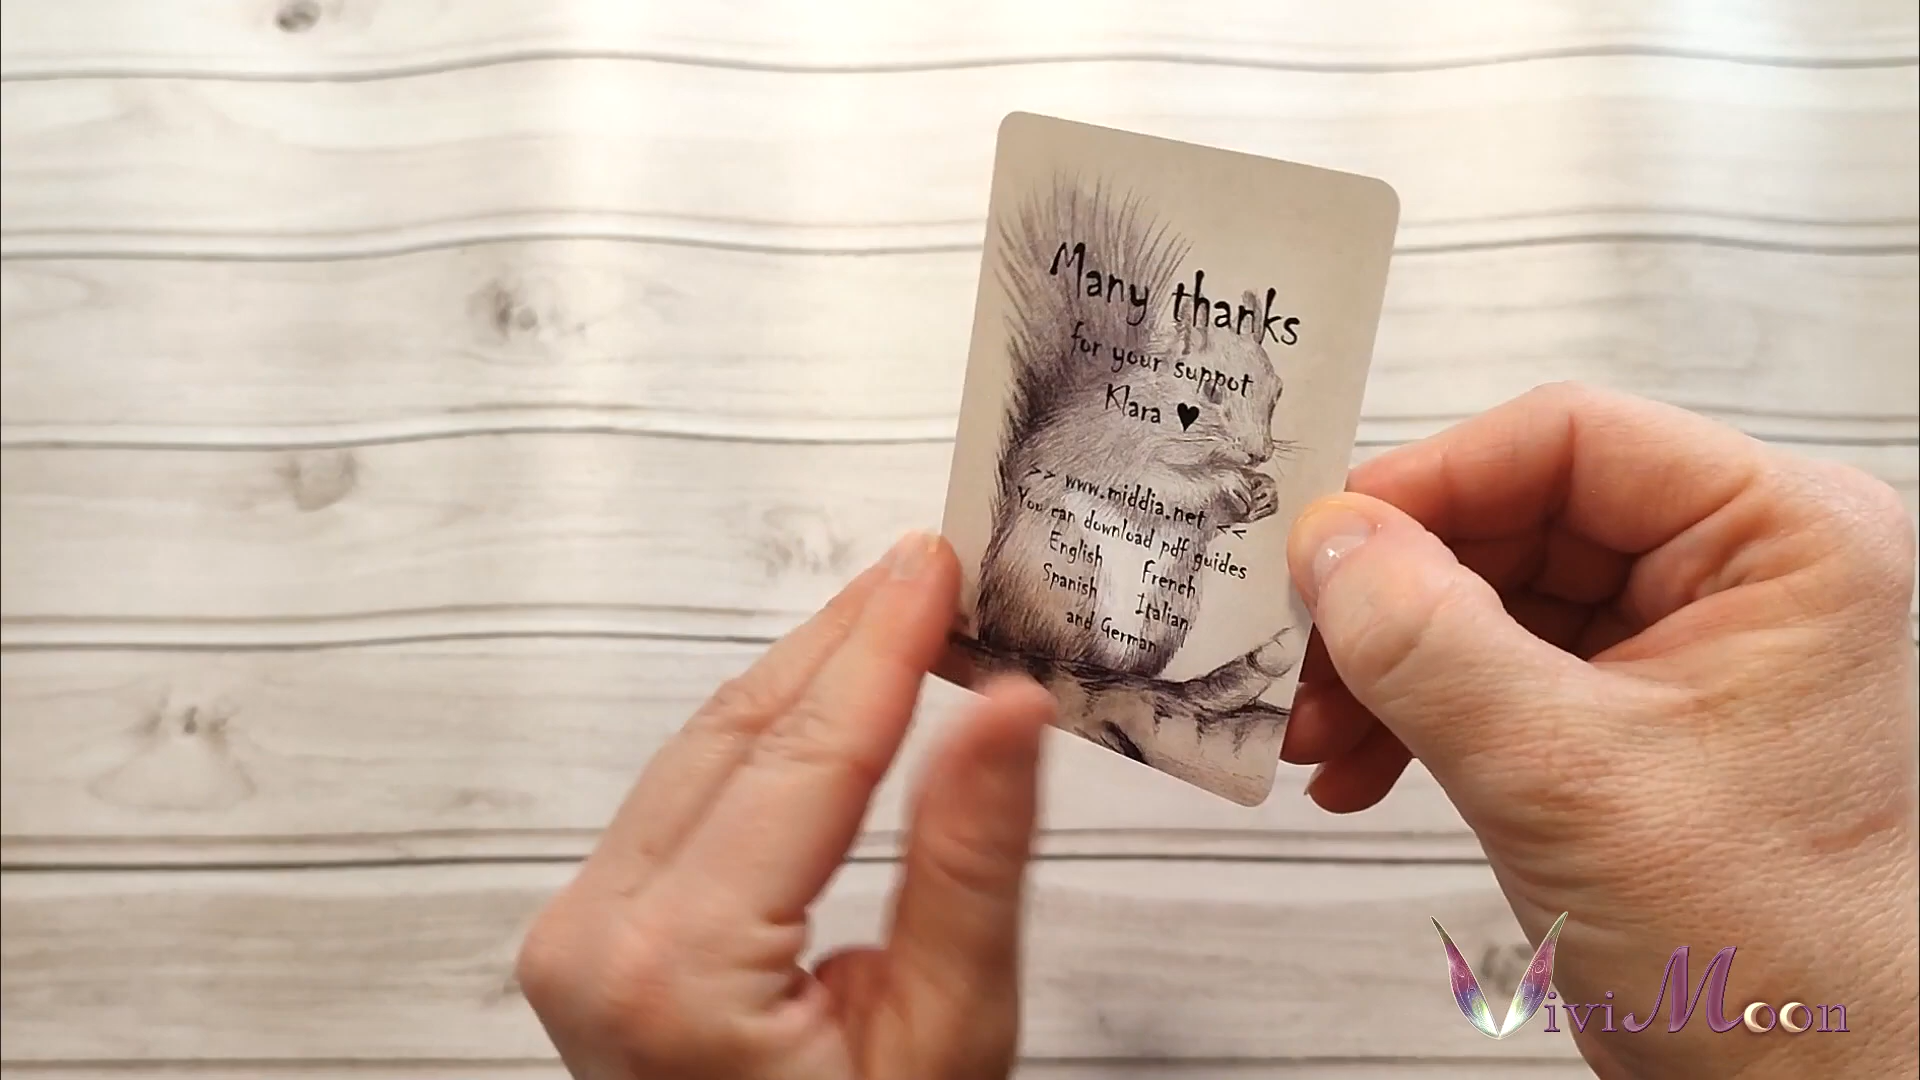 Many thanks
for your suppot
Klara ♥
>> www.middia.net <<
You can download pdf guides
English French
Spanish Italian
and German
ViviMoon